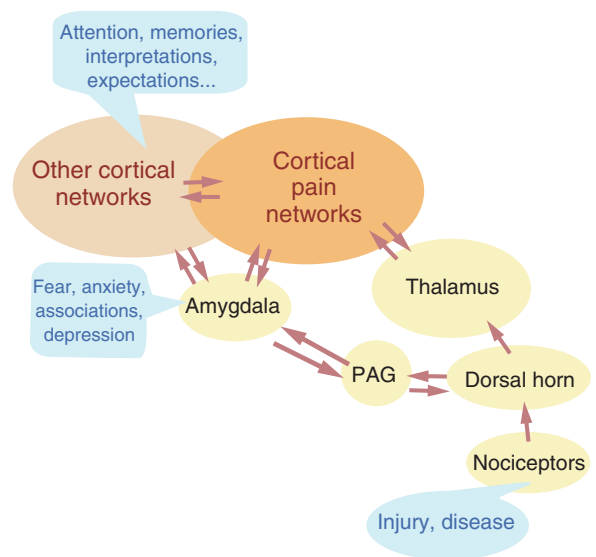 Attention, memories,
interpretations,
expectations...
Other cortical
networks
Cortical
pain
networks
Fear, anxiety,
associations,
depression
Amygdala
Thalamus
PAG
Dorsal horn
Nociceptors
Injury, disease